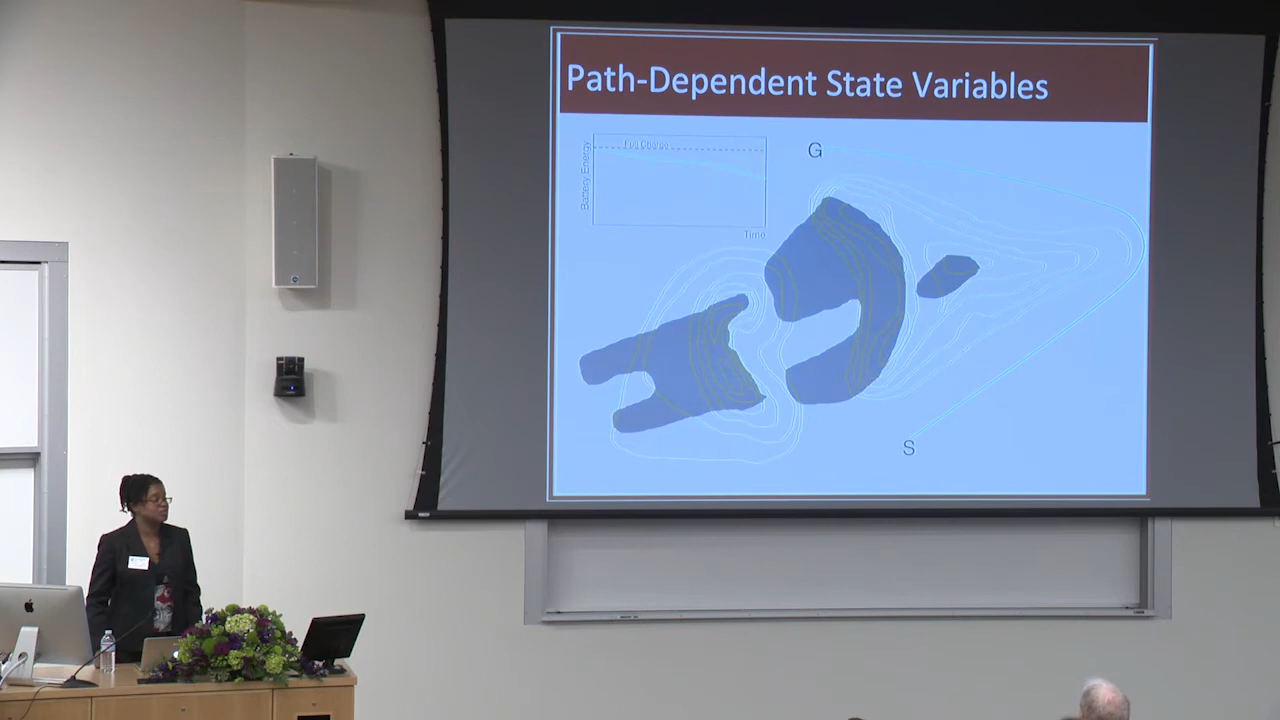 Path-Dependent State Variables
Full Charge
Battery Energy
Time
G
S